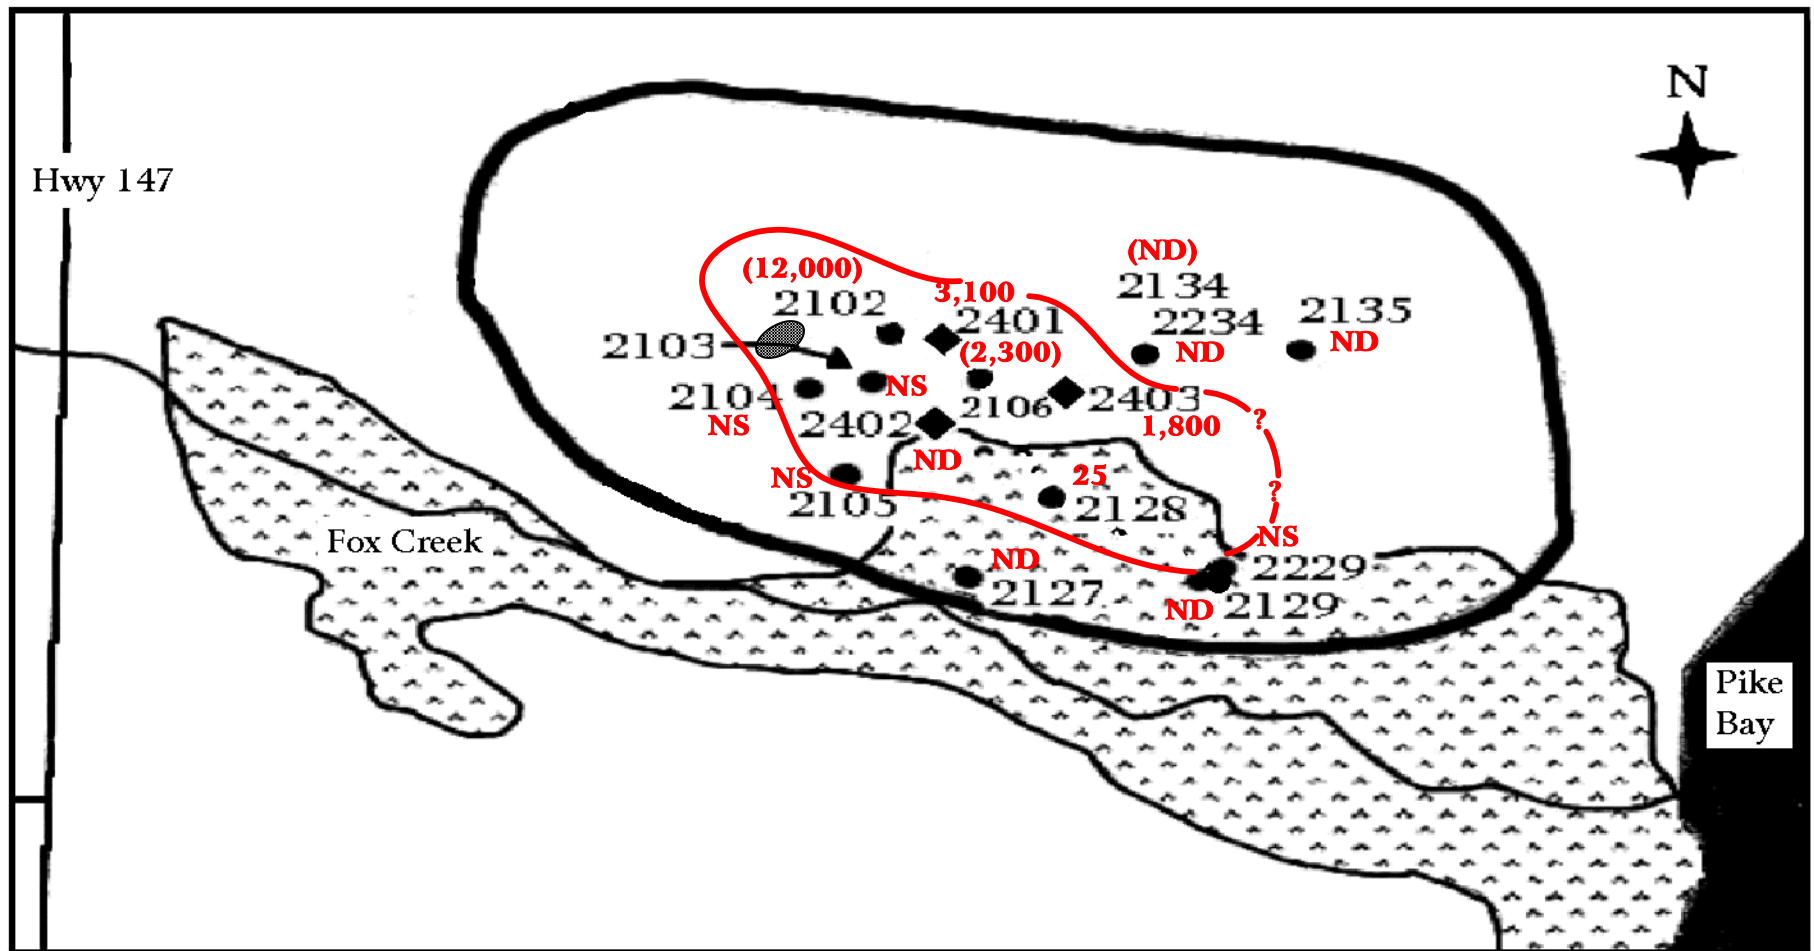 N
Hwy 147
(ND)
(12,000)
2134
3,100
2102
2135
2401
2234
ND
2103
(2,300)
ND
NS
2104
2106
2403
?
NS
2402
1,800
ND
25
NS
?
2105
2128
NS
Fox Creek
ND
2229
2127
2129
ND
Pike
Bay